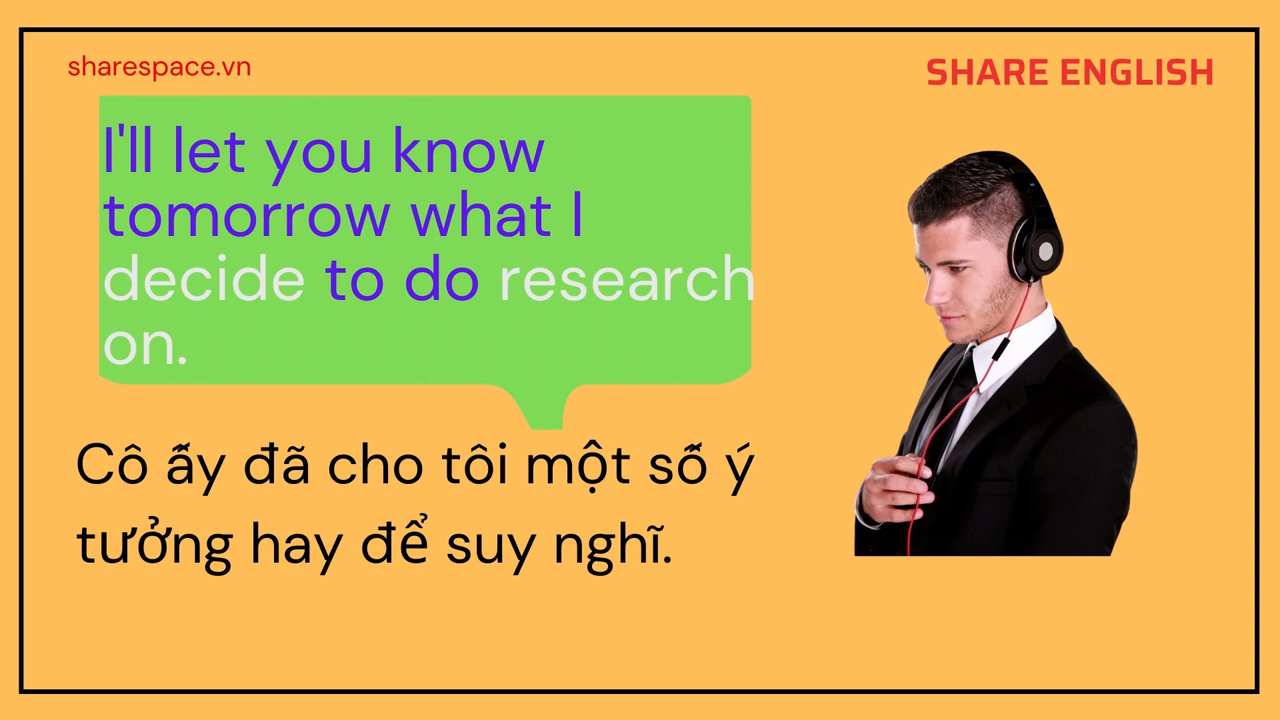 sharespace.vn
SHARE ENGLISH
I'll let you know
tomorrow what I
decide to do research
on.
Cô ấy đã cho tôi một số ý
tưởng hay để suy nghĩ.